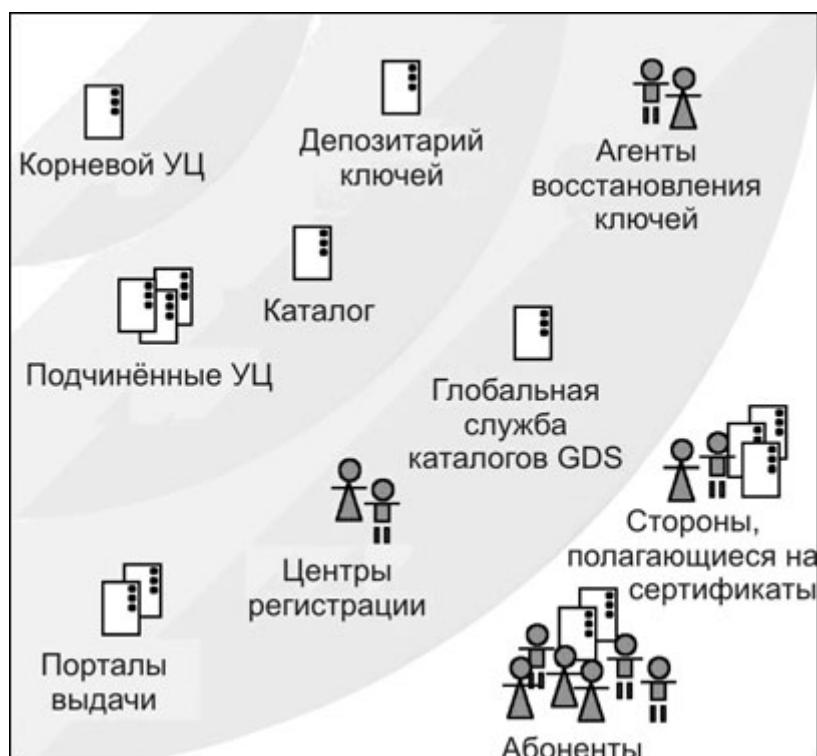 Корневой УЦ
Депозитарий
ключей
Агенты
восстановления
ключей
Каталог
Подчинённые УЦ
Глобальная
служба
каталогов GDS
Стороны,
полагающиеся на
сертификаты
Центры
регистрации
Порталы
выдачи
Абоненты